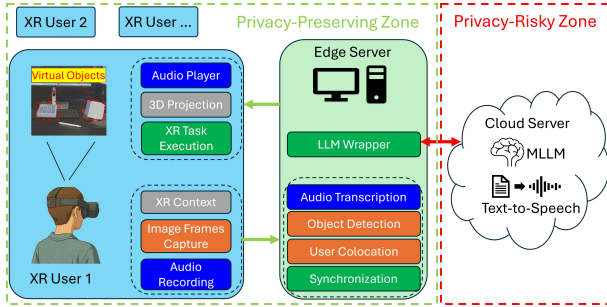 XR User 2
XR User ...
Privacy-Preserving Zone
Privacy-Risky Zone
Virtual Objects
Audio Player
3D Projection
XR Task
Execution
XR Context
Image Frames
Capture
Audio
Recording
XR User 1
Edge Server
LLM Wrapper
Audio Transcription
Object Detection
User Colocation
Synchronization
Cloud Server
MLLM
Text-to-Speech